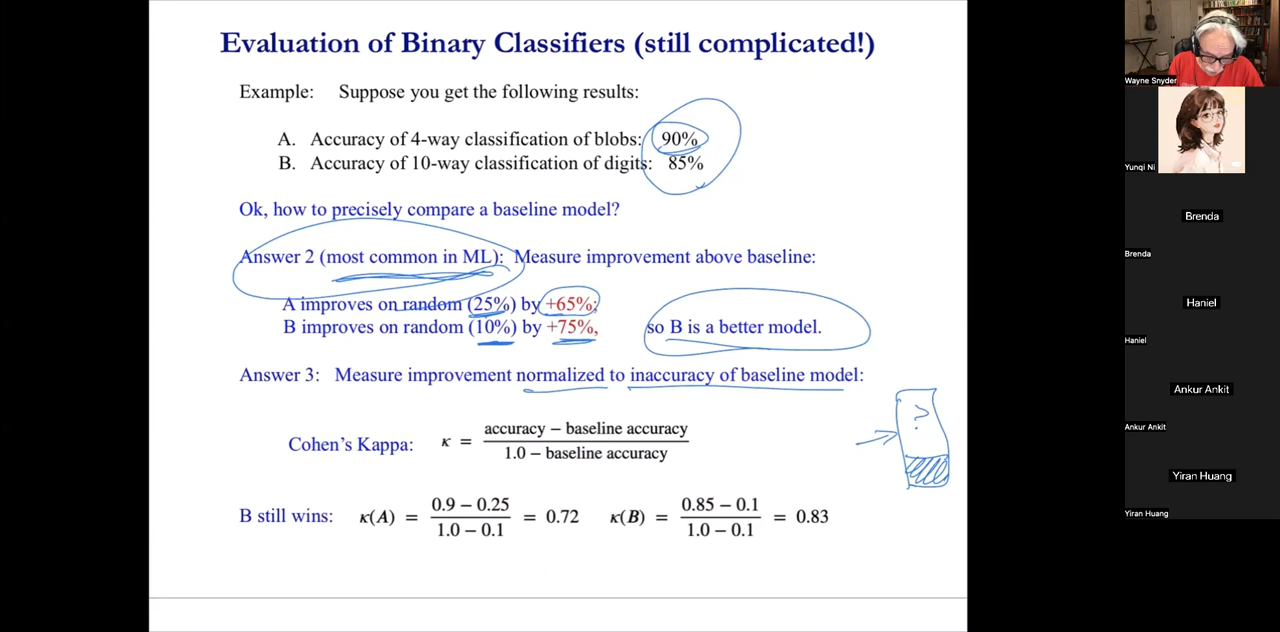 Evaluation of Binary Classifiers (still complicated!)
Example: Suppose you get the following results:
A. Accuracy of 4-way classification of blobs: 90%
B. Accuracy of 10-way classification of digits: 85%
Ok, how to precisely compare a baseline model?
Answer 2 (most common in ML): Measure improvement above baseline:
A improves on random (25%) by +65%;
B improves on random (10%) by +75%, so B is a better model.
Answer 3: Measure improvement normalized to inaccuracy of baseline model:
?
Cohen's Kappa: κ = (accuracy − baseline accuracy) / (1.0 − baseline accuracy)
B still wins: κ(A) = (0.9 − 0.25) / (1.0 − 0.1) = 0.72 κ(B) = (0.85 − 0.1) / (1.0 − 0.1) = 0.83
Wayne Snyder
Yunqi Ni
Brenda
Brenda
Haniel
Haniel
Ankur Ankit
Ankur Ankit
Yiran Huang
Yiran Huang